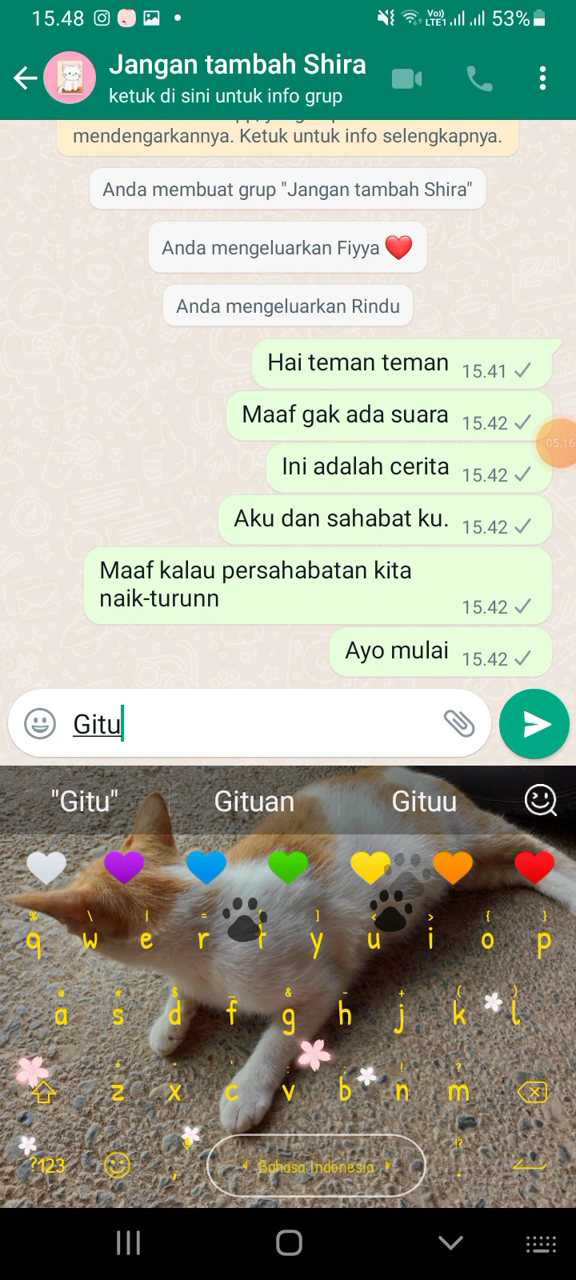 15.48 Vo)) LTE1 53%
Jangan tambah Shira
ketuk di sini untuk info grup
mendengarkannya. Ketuk untuk info selengkapnya.
Anda membuat grup "Jangan tambah Shira"
Anda mengeluarkan Fiyya ❤️
Anda mengeluarkan Rindu
Hai teman teman 15.41
Maaf gak ada suara 15.42
05:16
Ini adalah cerita 15.42
Aku dan sahabat ku. 15.42
Maaf kalau persahabatan kita
naik-turunn 15.42
Ayo mulai 15.42
Gitu
"Gitu" Gituan Gituu
q w e r t y u i o p
a s d f g h j k l
z x c v b n m
?123 , Bahasa Indonesia .